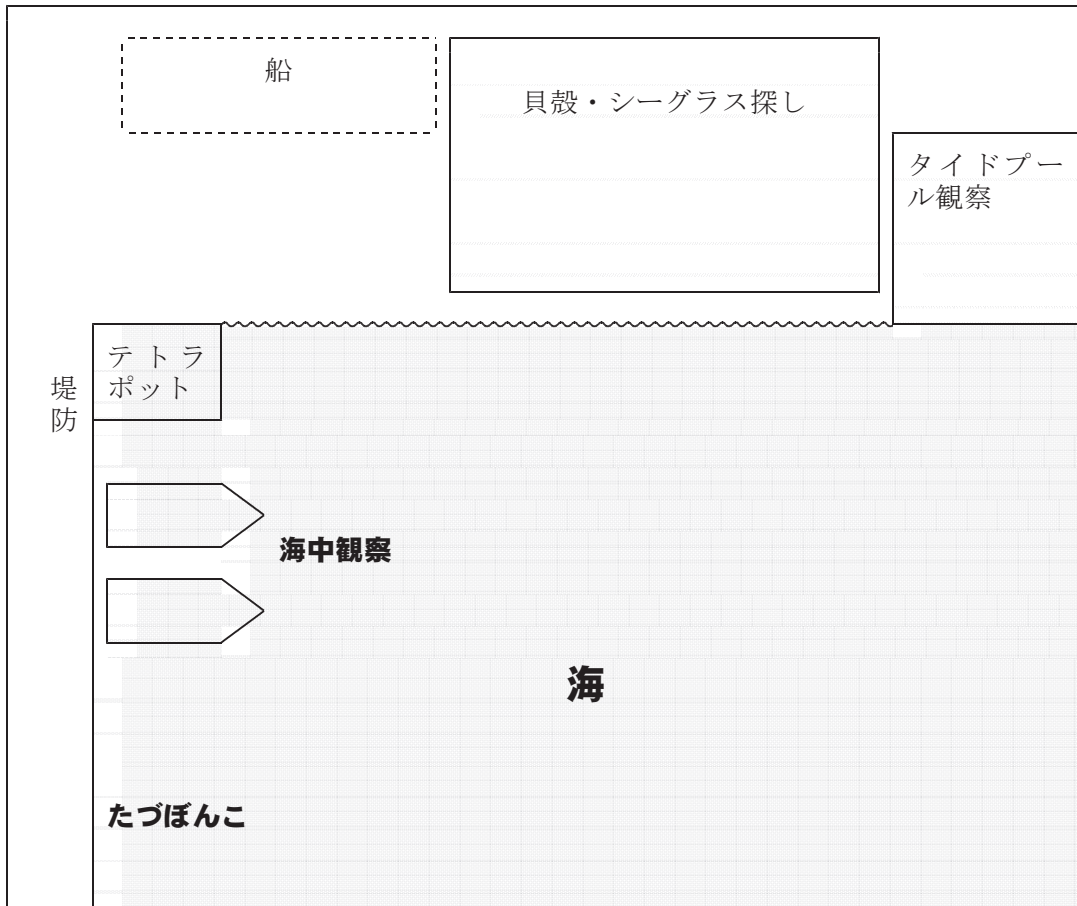 船
貝殻・シーグラス探し
タイドプー
ル観察
テトラ
ポット
堤防
海中観察
海
たづぼんこ